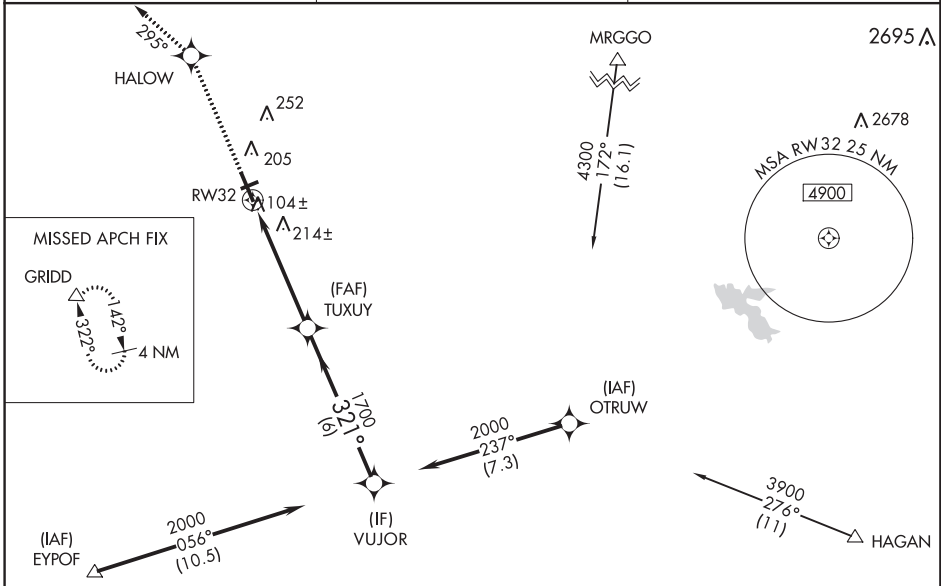 295°
HALOW
252
205
RW32
104±
214±
MRGGO
4300
172°
(16.1)
2695
2678
MSA RW32 25 NM
4900
MISSED APCH FIX
GRIDD
142°
322°
4 NM
(FAF)
TUXUY
1700
321°
(6)
(IAF)
OTRUW
2000
237°
(7.3)
(IF)
VUJOR
(IAF)
EYPOF
2000
056°
(10.5)
3900
276°
(11)
HAGAN